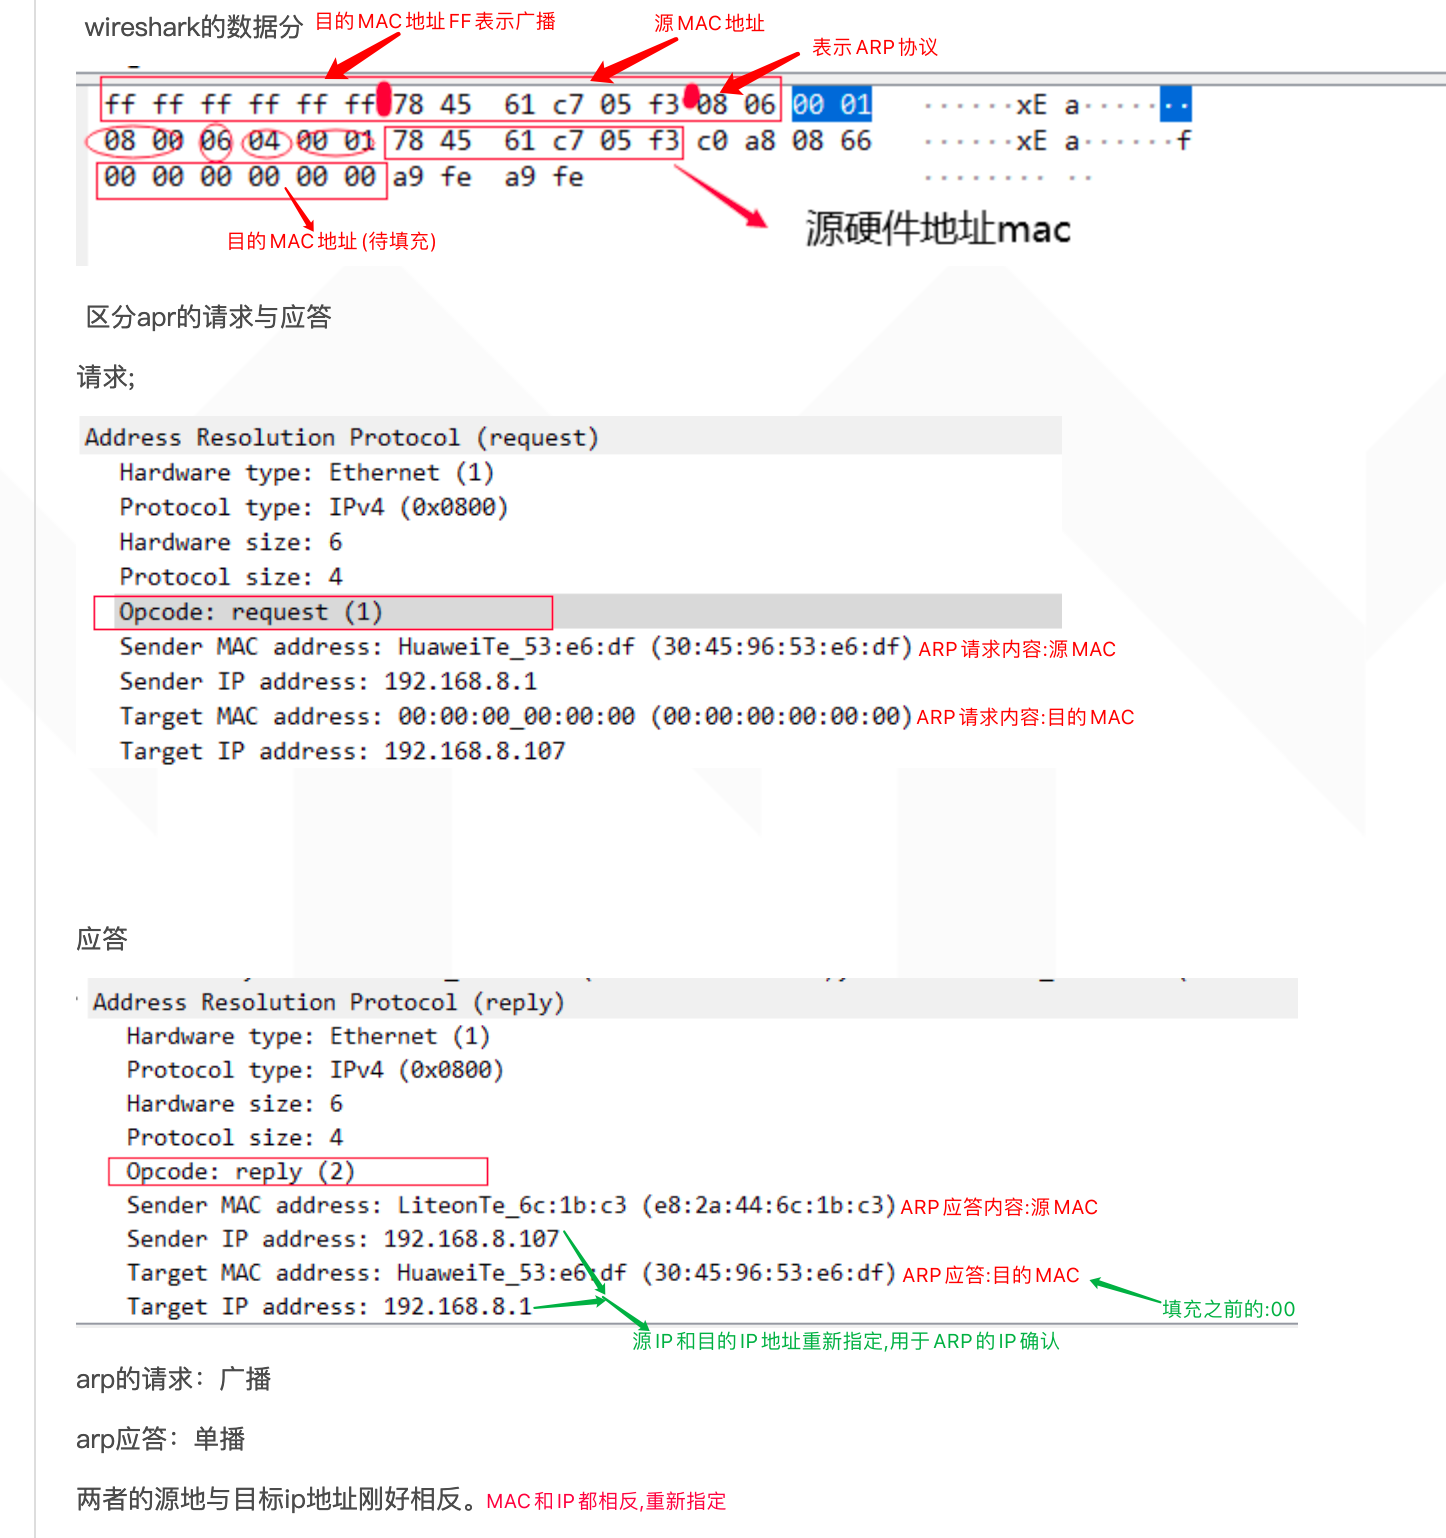 wireshark的数据分 目的MAC地址FF表示广播 源MAC地址
表示ARP协议
ff ff ff ff ff ff 78 45 61 c7 05 f3 08 06 00 01 ······xE a·······
08 00 06 04 00 01 78 45 61 c7 05 f3 c0 a8 08 66 ······xE a······f
00 00 00 00 00 00 a9 fe a9 fe ········ ··
源硬件地址mac
目的MAC地址(待填充)
区分apr的请求与应答
请求;
Address Resolution Protocol (request)
Hardware type: Ethernet (1)
Protocol type: IPv4 (0x0800)
Hardware size: 6
Protocol size: 4
Opcode: request (1)
Sender MAC address: HuaweiTe_53:e6:df (30:45:96:53:e6:df) ARP请求内容:源MAC
Sender IP address: 192.168.8.1
Target MAC address: 00:00:00_00:00:00 (00:00:00:00:00:00) ARP请求内容:目的MAC
Target IP address: 192.168.8.107
应答
Address Resolution Protocol (reply)
Hardware type: Ethernet (1)
Protocol type: IPv4 (0x0800)
Hardware size: 6
Protocol size: 4
Opcode: reply (2)
Sender MAC address: LiteonTe_6c:1b:c3 (e8:2a:44:6c:1b:c3) ARP应答内容:源MAC
Sender IP address: 192.168.8.107
Target MAC address: HuaweiTe_53:e6:df (30:45:96:53:e6:df) ARP应答:目的MAC
Target IP address: 192.168.8.1 填充之前的:00
源IP和目的IP地址重新指定,用于ARP的IP确认
arp的请求：广播
arp应答：单播
两者的源地与目标ip地址刚好相反。MAC和IP都相反,重新指定